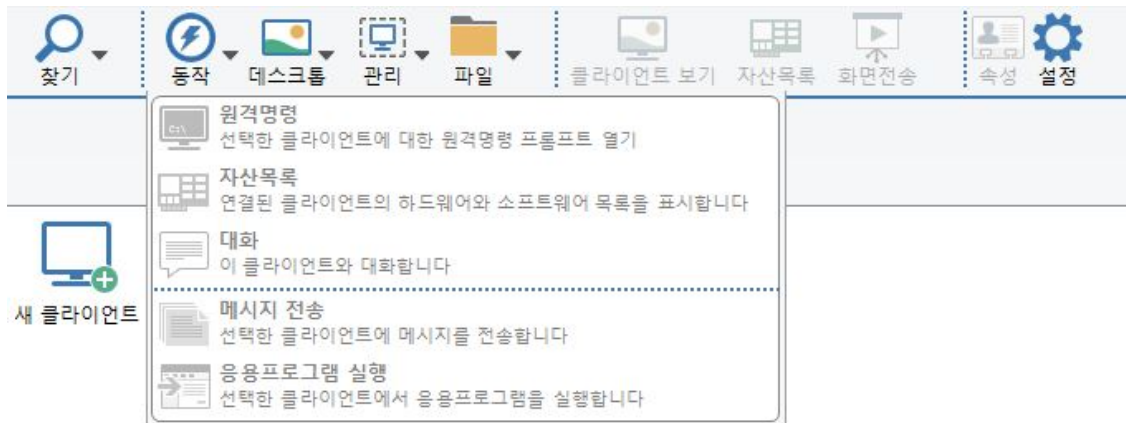 찾기 동작 데스크톱 관리 파일 클라이언트 보기 자산목록 화면전송 속성 설정
C:\
원격명령
선택한 클라이언트에 대한 원격명령 프롬프트 열기
자산목록
연결된 클라이언트의 하드웨어와 소프트웨어 목록을 표시합니다
대화
이 클라이언트와 대화합니다
새 클라이언트
메시지 전송
선택한 클라이언트에 메시지를 전송합니다
응용프로그램 실행
선택한 클라이언트에서 응용프로그램을 실행합니다